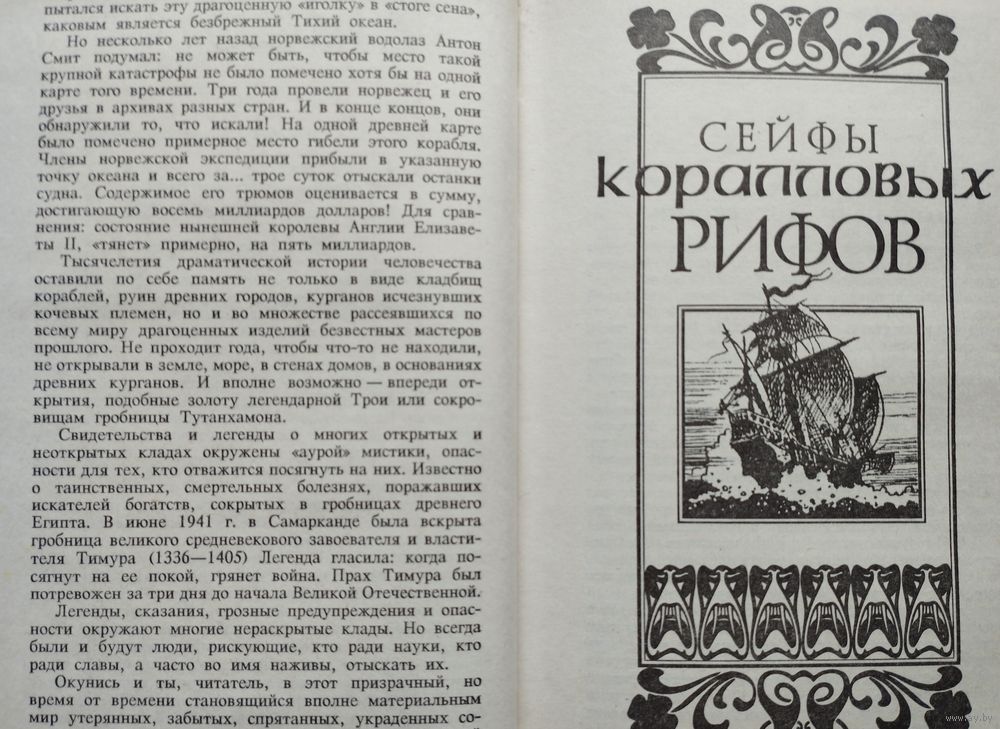 пытался искать эту драгоценную «иголку» в «стоге сена»,
каковым является безбрежный Тихий океан.
Но несколько лет назад норвежский водолаз Антон
Смит подумал: не может быть, чтобы место такой
крупной катастрофы не было помечено хотя бы на одной
карте того времени. Три года провели норвежец и его
друзья в архивах разных стран. И в конце концов, они
обнаружили то, что искали! На одной древней карте
было помечено примерное место гибели этого корабля.
Члены норвежской экспедиции прибыли в указанную
точку океана и всего за... трое суток отыскали останки
судна. Содержимое его трюмов оценивается в сумму,
достигающую восемь миллиардов долларов! Для срав-
нения: состояние нынешней королевы Англии Елизаве-
ты II, «тянет» примерно, на пять миллиардов.
Тысячелетия драматической истории человечества
оставили по себе память не только в виде кладбищ
кораблей, руин древних городов, курганов исчезнувших
кочевых племен, но и во множестве рассеявшихся по
всему миру драгоценных изделий безвестных мастеров
прошлого. Не проходит года, чтобы что-то не находили,
не открывали в земле, море, в стенах домов, в основаниях
древних курганов. И вполне возможно — впереди от-
крытия, подобные золоту легендарной Трои или сокро-
вищам гробницы Тутанхамона.
Свидетельства и легенды о многих открытых и
неоткрытых кладах окружены «аурой» мистики, опас-
ности для тех, кто отважится посягнуть на них. Известно
о таинственных, смертельных болезнях, поражавших
искателей богатств, сокрытых в гробницах древнего
Египта. В июне 1941 г. в Самарканде была вскрыта
гробница великого средневекового завоевателя и власти-
теля Тимура (1336—1405) Легенда гласила: когда по-
сягнут на ее покой, грянет война. Прах Тимура был
потревожен за три дня до начала Великой Отечественной.
Легенды, сказания, грозные предупреждения и опас-
ности окружают многие нераскрытые клады. Но всегда
были и будут люди, рискующие, кто ради науки, кто
ради славы, а часто во имя наживы, отыскать их.
Окунись и ты, читатель, в этот призрачный, но
время от времени становящийся вполне материальным
мир утерянных, забытых, спрятанных, украденных со-
СЕЙФЫ
коралловых
РИФОВ
www.ay.by